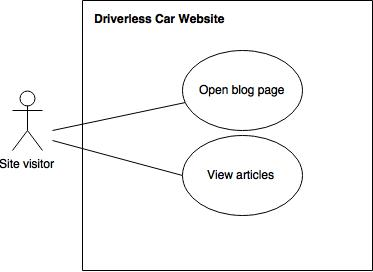 Driverless Car Website
Open blog page
Site visitor
View articles